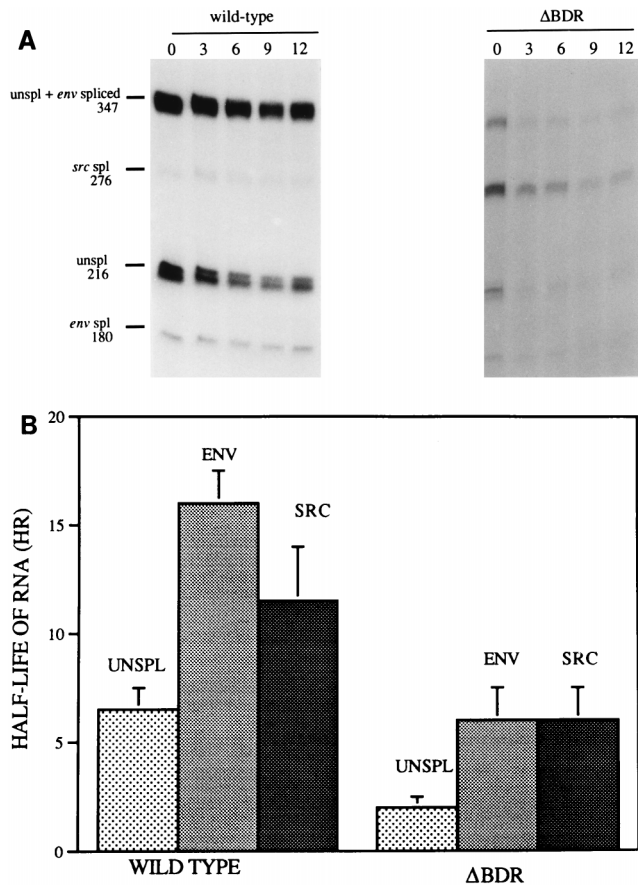 A
wild-type
0 3 6 9 12
ΔBDR
0 3 6 9 12
unspl + env spliced
347
src spl
276
unspl
216
env spl
180
B
HALF-LIFE OF RNA (HR)
20
15
10
5
0
UNSPL
ENV
SRC
UNSPL
ENV
SRC
WILD TYPE
ΔBDR